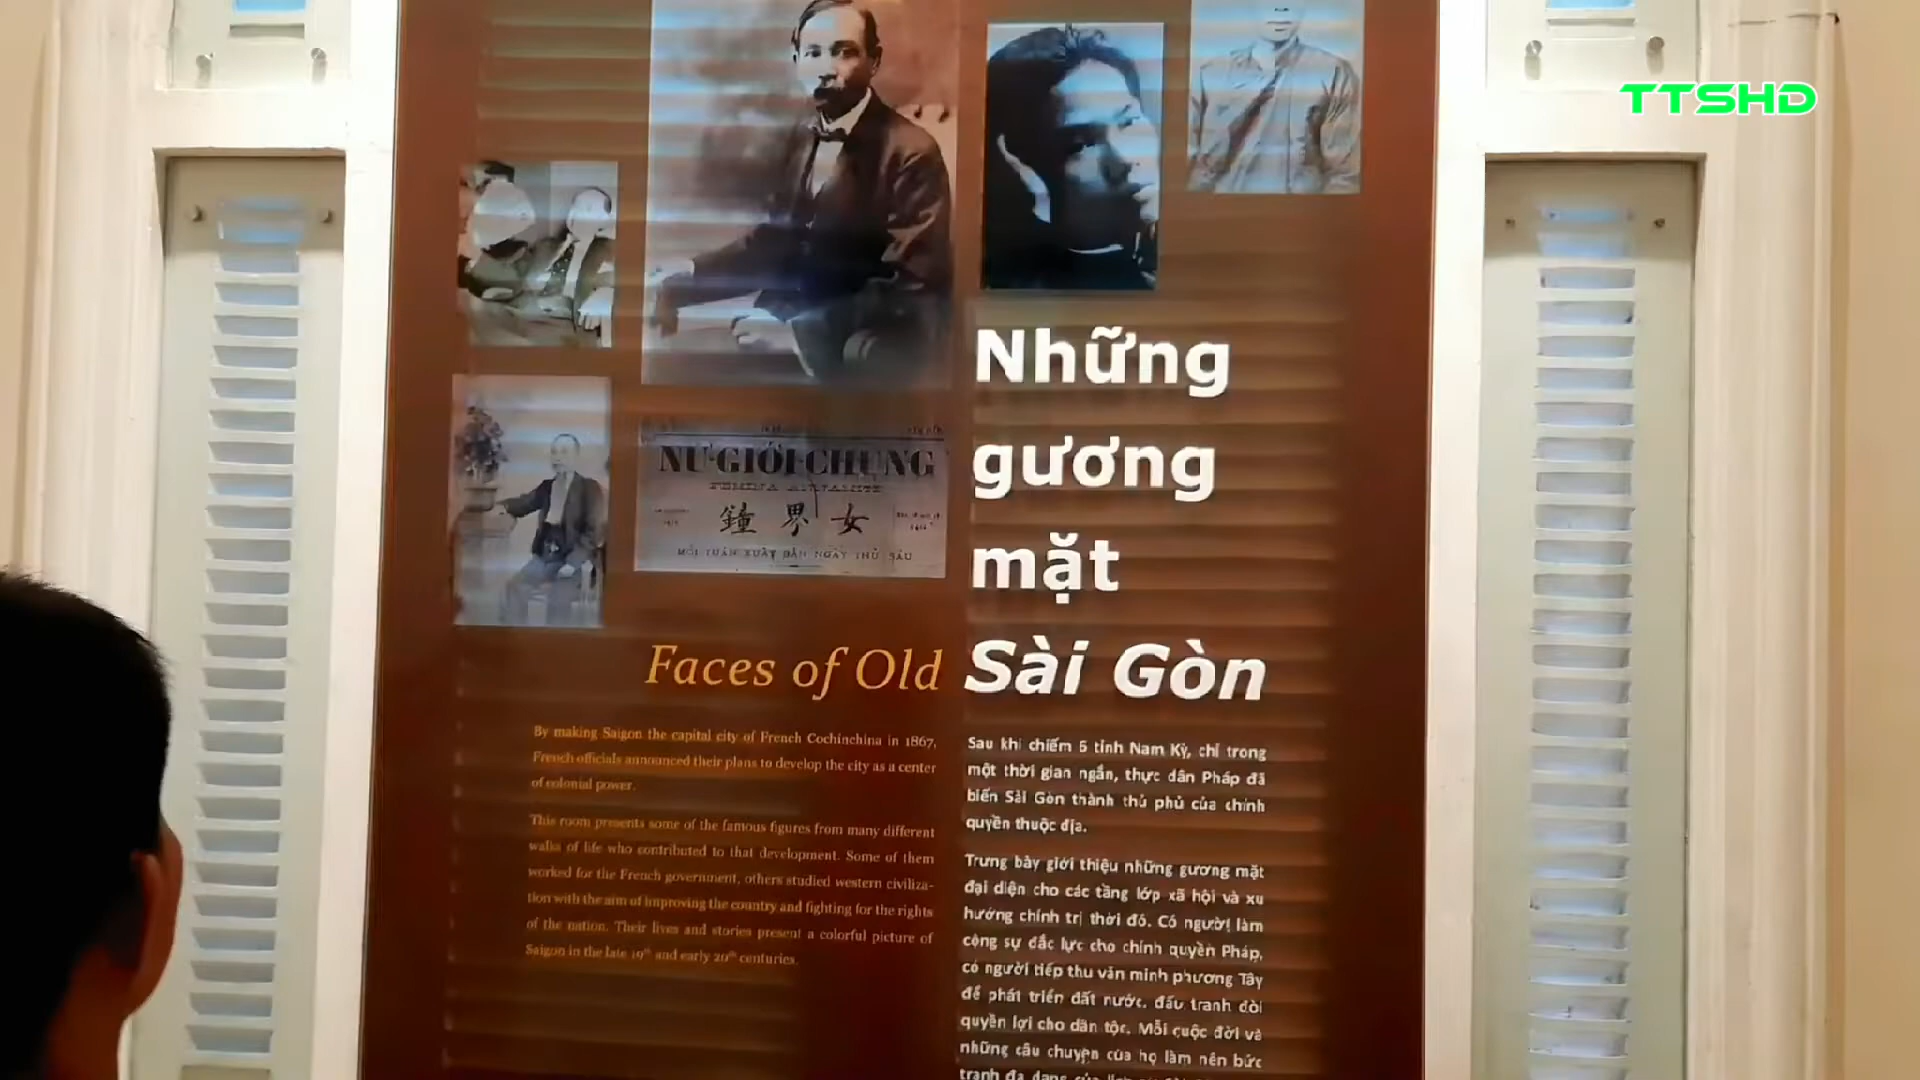 TTSHD
NỮ-GIỚI-CHUNG
鐘 界 女
MỖI TUẦN XUẤT BẢN NGÀY THỨ SÁU
Những
gương
mặt
Faces of Old Sài Gòn
By making Saigon the capital city of French Cochinchina in 1867,
French officials announced their plans to develop the city as a center
of colonial power.
This room presents some of the famous figures from many different
walks of life who contributed to that development. Some of them
worked for the French government, others studied western civiliza-
tion with the aim of improving the country and fighting for the rights
of the nation. Their lives and stories present a colorful picture of
Saigon in the late 19th and early 20th centuries.
Sau khi chiếm 6 tỉnh Nam Kỳ, chỉ trong
một thời gian ngắn, thực dân Pháp đã
biến Sài Gòn thành thủ phủ của chính
quyền thuộc địa.
Trưng bày giới thiệu những gương mặt
đại diện cho các tầng lớp xã hội và xu
hướng chính trị thời đó. Có người làm
cộng sự đắc lực cho chính quyền Pháp,
có người tiếp thu văn minh phương Tây
để phát triển đất nước, đấu tranh đòi
quyền lợi cho dân tộc. Mỗi cuộc đời và
những câu chuyện của họ làm nên bức
tranh đa dạng của